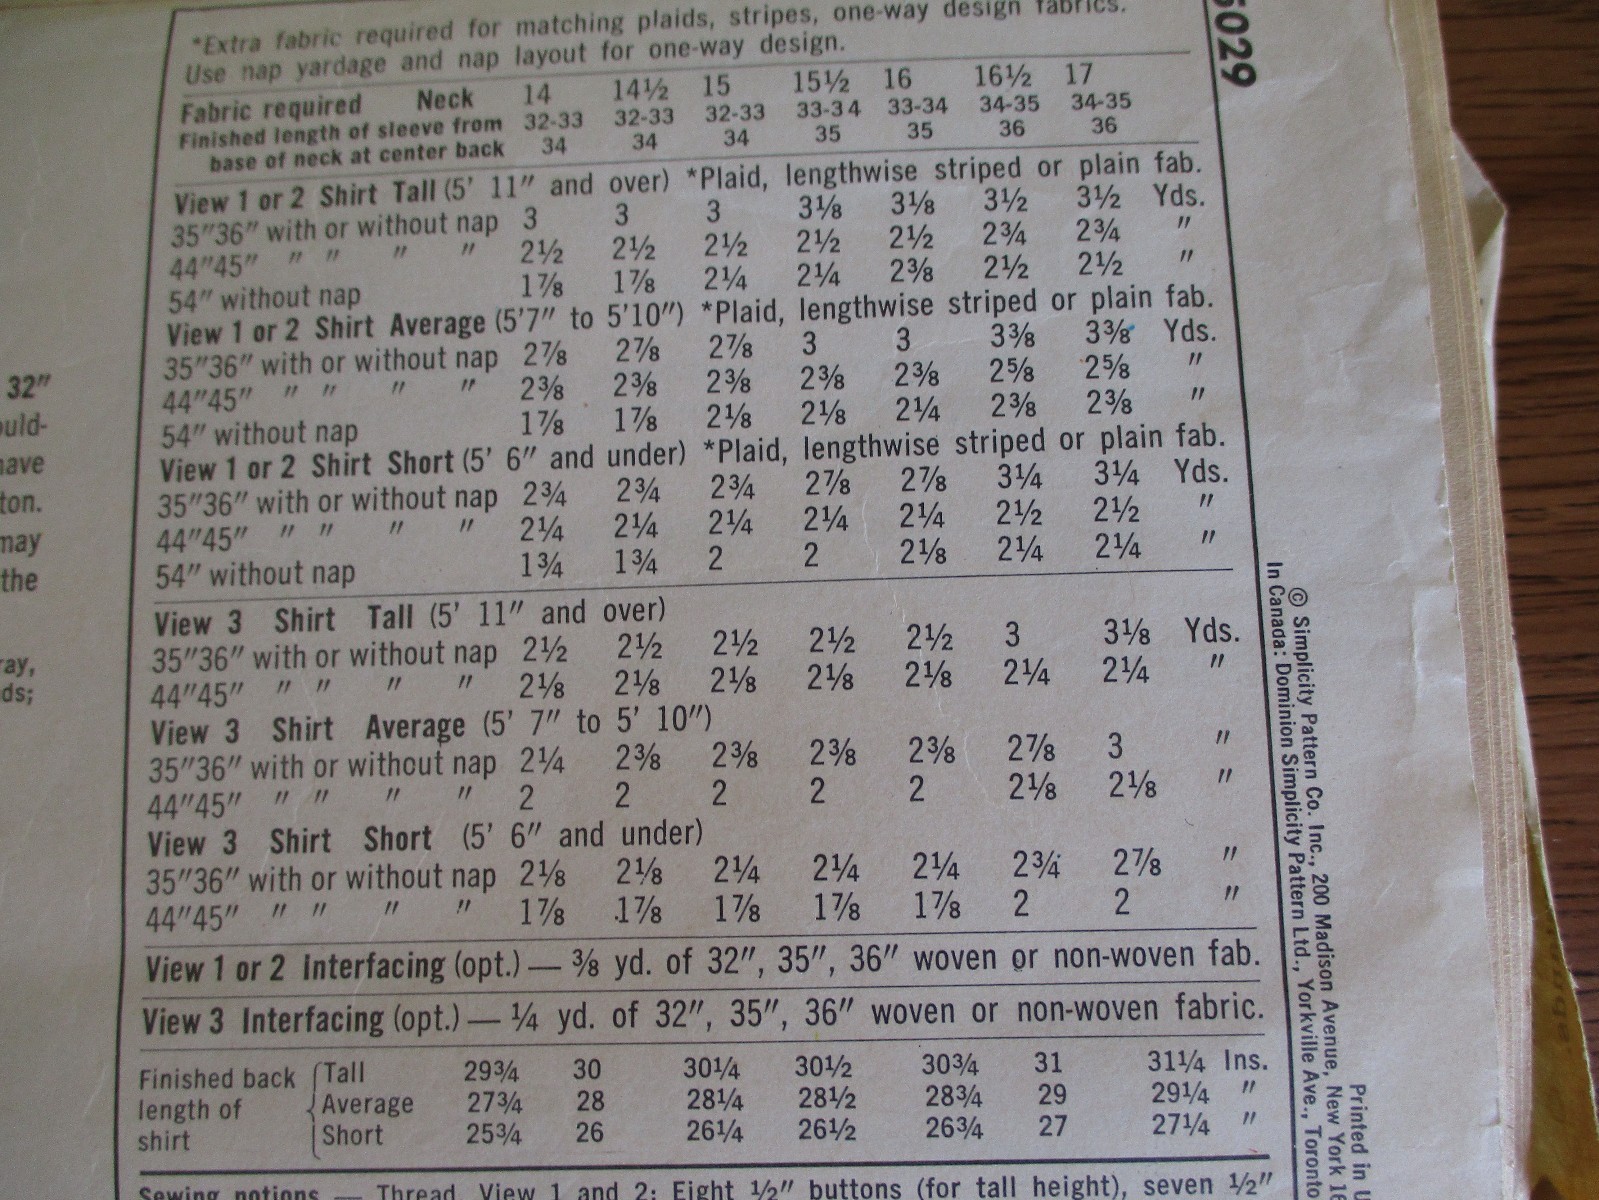 *Extra fabric required for matching plaids, stripes, one-way design fabrics.
Use nap yardage and nap layout for one-way design.
Fabric required Neck 14 14½ 15 15½ 16 16½ 17
Finished length of sleeve from 32-33 32-33 32-33 33-34 33-34 34-35 34-35
base of neck at center back 34 34 34 35 35 36 36
View 1 or 2 Shirt Tall (5' 11" and over) *Plaid, lengthwise striped or plain fab.
35"36" with or without nap 3 3 3 3⅛ 3⅛ 3½ 3½ Yds.
44"45" " " " " 2½ 2½ 2½ 2½ 2½ 2¾ 2¾ "
54" without nap 1⅞ 1⅞ 2¼ 2¼ 2⅜ 2½ 2½ "
View 1 or 2 Shirt Average (5'7" to 5'10") *Plaid, lengthwise striped or plain fab.
35"36" with or without nap 2⅞ 2⅞ 2⅞ 3 3 3⅜ 3⅜ Yds.
44"45" " " " " 2⅜ 2⅜ 2⅜ 2⅜ 2⅜ 2⅝ 2⅝ "
54" without nap 1⅞ 1⅞ 2⅛ 2⅛ 2¼ 2⅜ 2⅜ "
View 1 or 2 Shirt Short (5' 6" and under) *Plaid, lengthwise striped or plain fab.
35"36" with or without nap 2¾ 2¾ 2¾ 2⅞ 2⅞ 3¼ 3¼ Yds.
44"45" " " " " 2¼ 2¼ 2¼ 2¼ 2¼ 2½ 2½ "
54" without nap 1¾ 1¾ 2 2 2⅛ 2¼ 2¼ "
View 3 Shirt Tall (5' 11" and over)
35"36" with or without nap 2½ 2½ 2½ 2½ 2½ 3 3⅛ Yds.
44"45" " " " " 2⅛ 2⅛ 2⅛ 2⅛ 2⅛ 2¼ 2¼ "
View 3 Shirt Average (5' 7" to 5' 10")
35"36" with or without nap 2¼ 2⅜ 2⅜ 2⅜ 2⅜ 2⅞ 3 "
44"45" " " " " 2 2 2 2 2 2⅛ 2⅛ "
View 3 Shirt Short (5' 6" and under)
35"36" with or without nap 2⅛ 2⅛ 2¼ 2¼ 2¼ 2¾ 2⅞ "
44"45" " " " " 1⅞ 1⅞ 1⅞ 1⅞ 1⅞ 2 2 "
View 1 or 2 Interfacing (opt.) — ⅜ yd. of 32", 35", 36" woven or non-woven fab.
View 3 Interfacing (opt.) — ¼ yd. of 32", 35", 36" woven or non-woven fabric.
Finished back Tall 29¾ 30 30¼ 30½ 30¾ 31 31¼ Ins.
length of Average 27¾ 28 28¼ 28½ 28¾ 29 29¼ "
shirt Short 25¾ 26 26¼ 26½ 26¾ 27 27¼ "
Sewing notions — Thread, View 1 and 2: Eight ½" buttons (for tall height), seven ½"
32"
have
ton.
may
the
ds;
5029
© Simplicity Pattern Co. Inc., 200 Madison Avenue, New York 16
In Canada: Dominion Simplicity Pattern Ltd., Yorkville Ave., Toronto
Printed in U